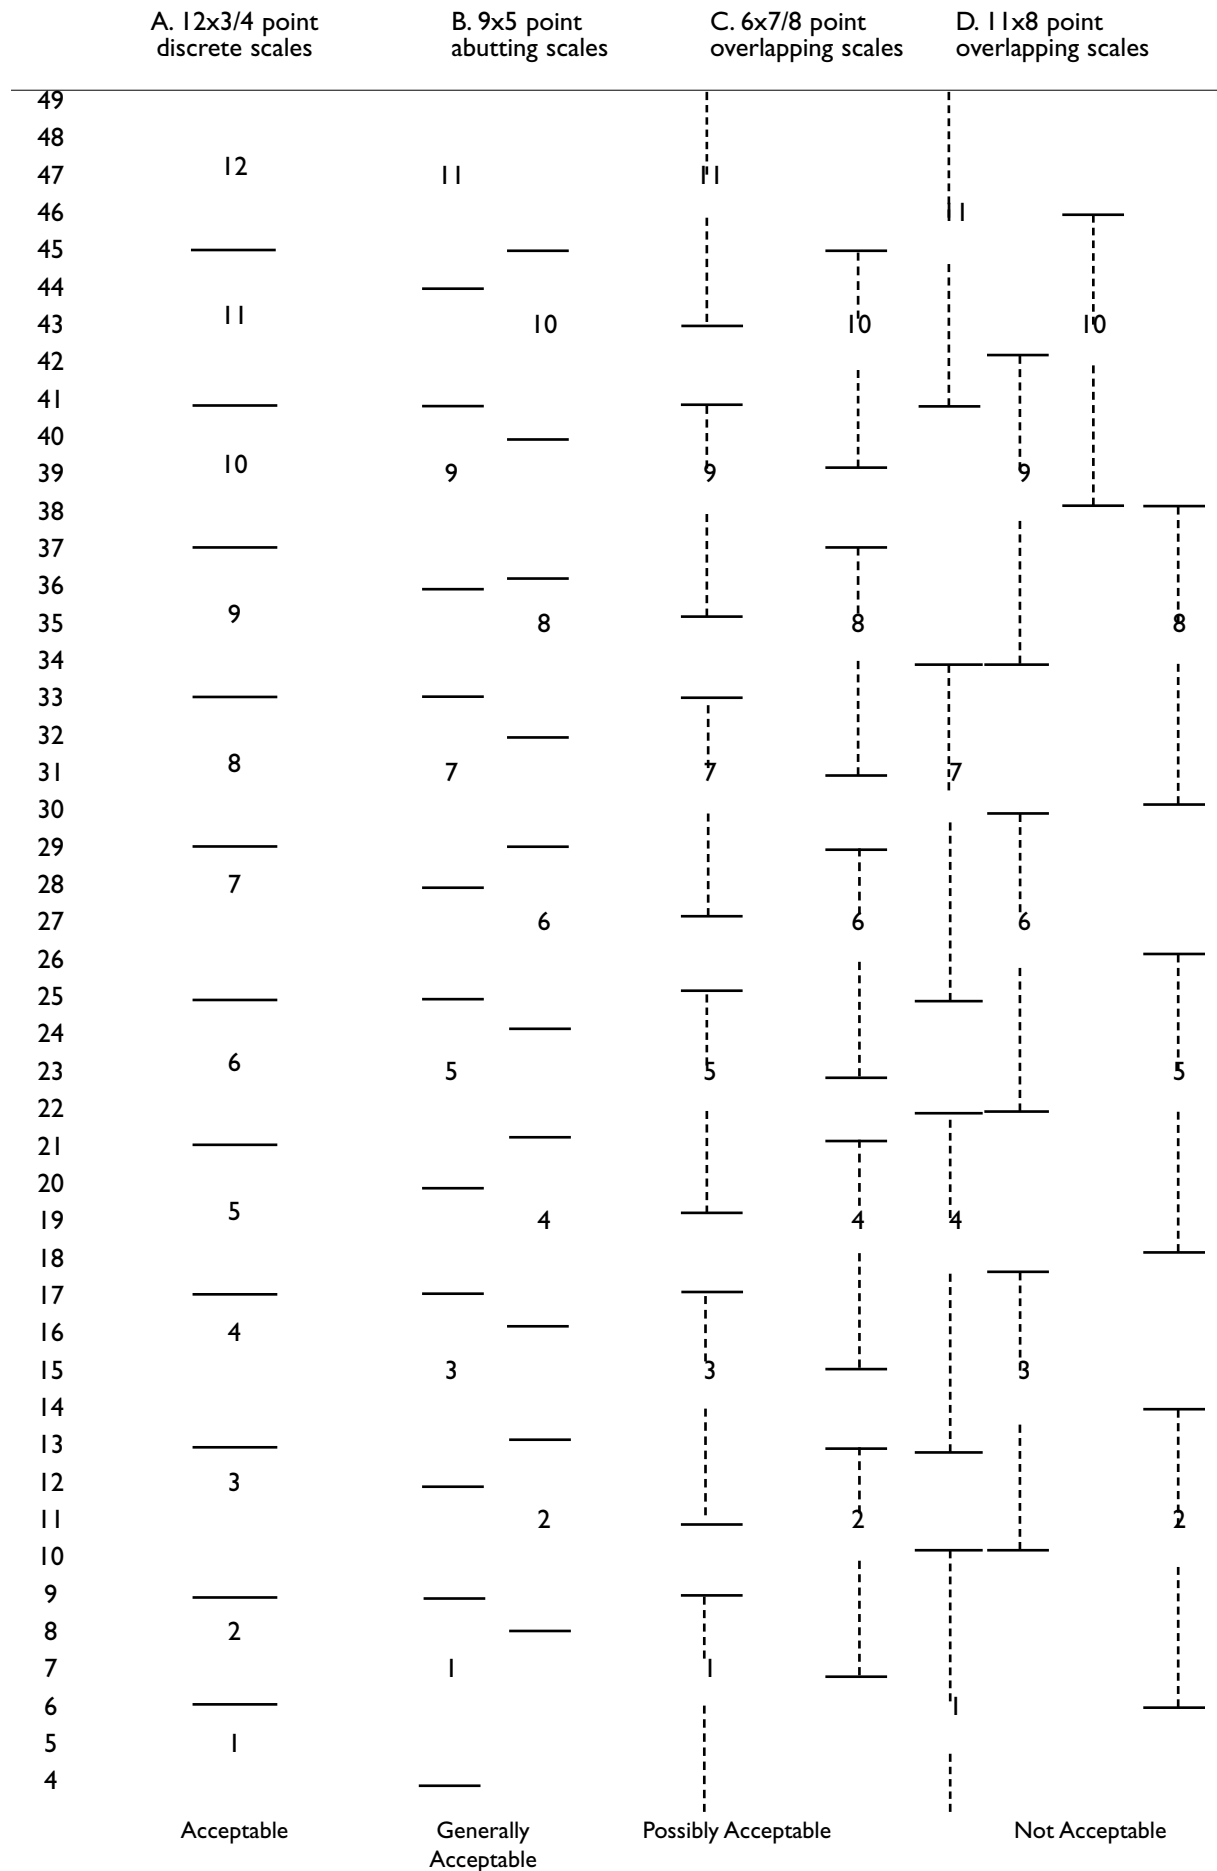 A. 12x3/4 point discrete scales
B. 9x5 point abutting scales
C. 6x7/8 point overlapping scales
D. 11x8 point overlapping scales
49
48
47 12 11 11
46 11
45
44
43 11 10 10 10
42
41
40
39 10 9 9 9
38
37
36
35 9 8 8 8
34
33
32
31 8 7 7 7
30
29
28 7
27 6 6 6
26
25
24
23 6 5 5 5
22
21
20
19 5 4 4 4
18
17
16 4
15 3 3 3
14
13
12 3
11 2 2 2
10
9
8 2
7 1 1
6 1
5 1
4
Acceptable
Generally Acceptable
Possibly Acceptable
Not Acceptable